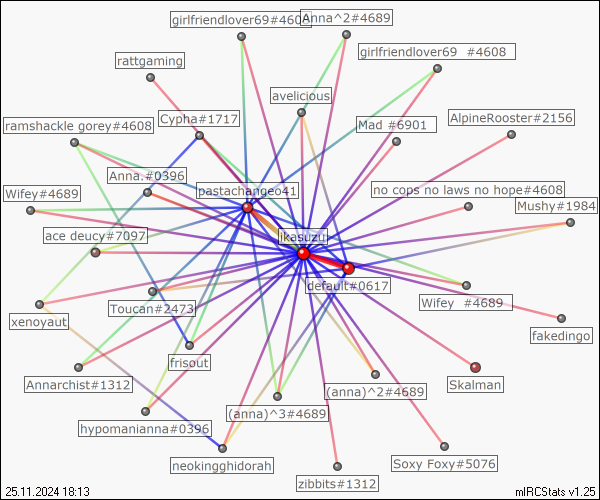 girlfriendlover69#4608
Anna^2#4689
girlfriendlover69 #4608
rattgaming
avelicious
Cypha#1717
Mad #6901
AlpineRooster#2156
ramshackle gorey#4608
Anna.#0396
pastachangeo41
no cops no laws no hope#4608
Wifey#4689
Mushy#1984
ace deucy#7097
ikasuzu
default#0617
Toucan#2473
Wifey #4689
xenoyaut
fakedingo
frisout
Annarchist#1312
Skalman
(anna)^2#4689
(anna)^3#4689
hypomanianna#0396
neokingghidorah
Soxy Foxy#5076
zibbits#1312
25.11.2024 18:13
mIRCStats v1.25